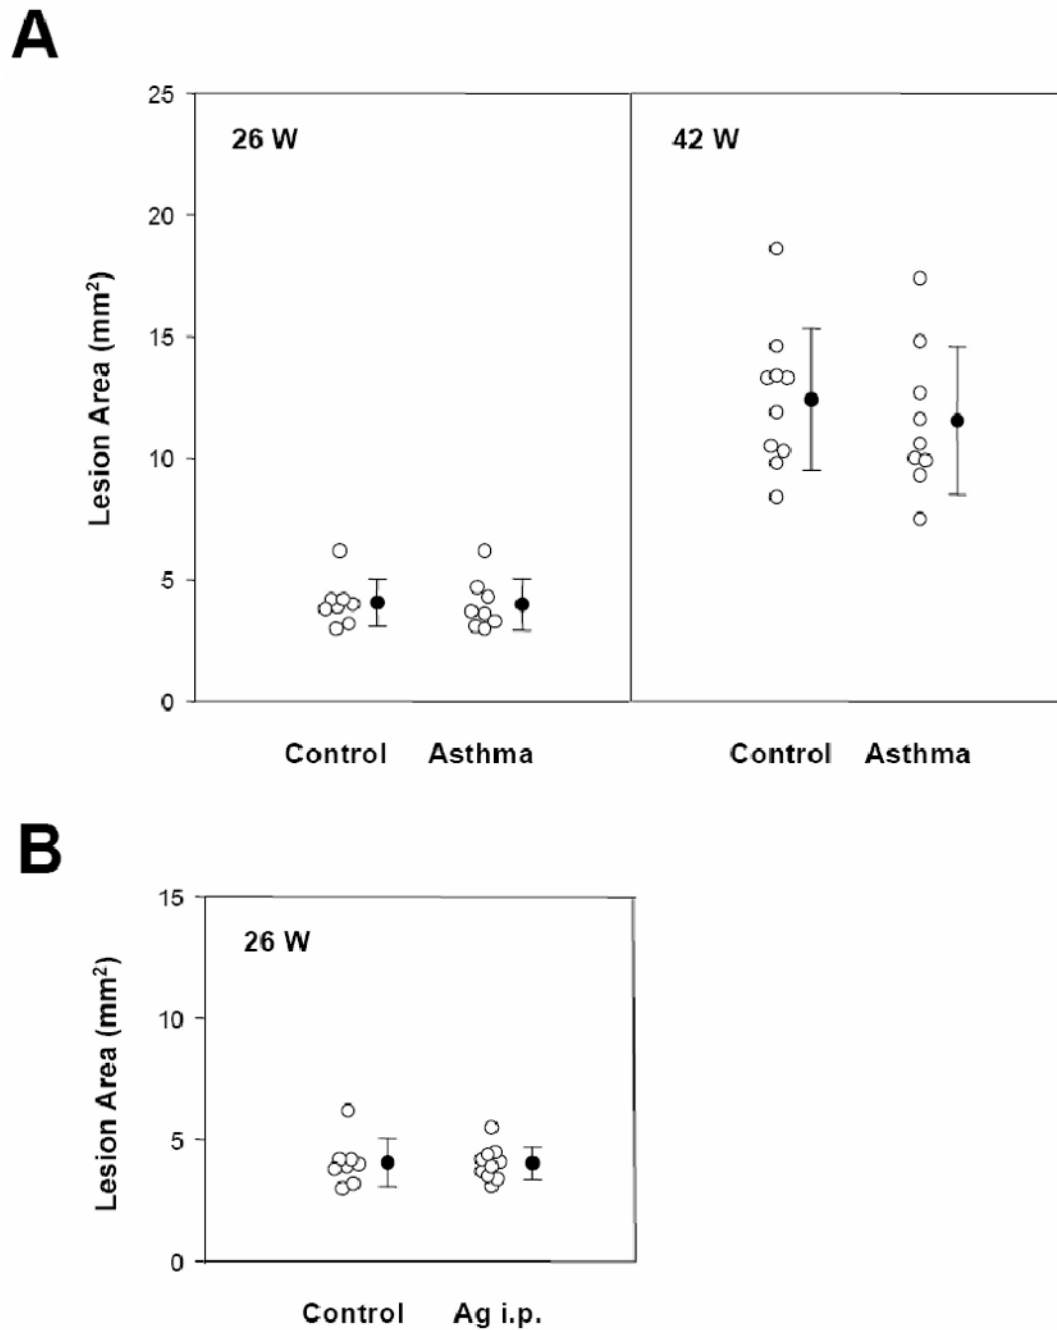 A
25
26 W
42 W
20
15
10
5
0
Lesion Area (mm²)
Control Asthma Control Asthma
B
15
26 W
10
5
0
Lesion Area (mm²)
Control Ag i.p.